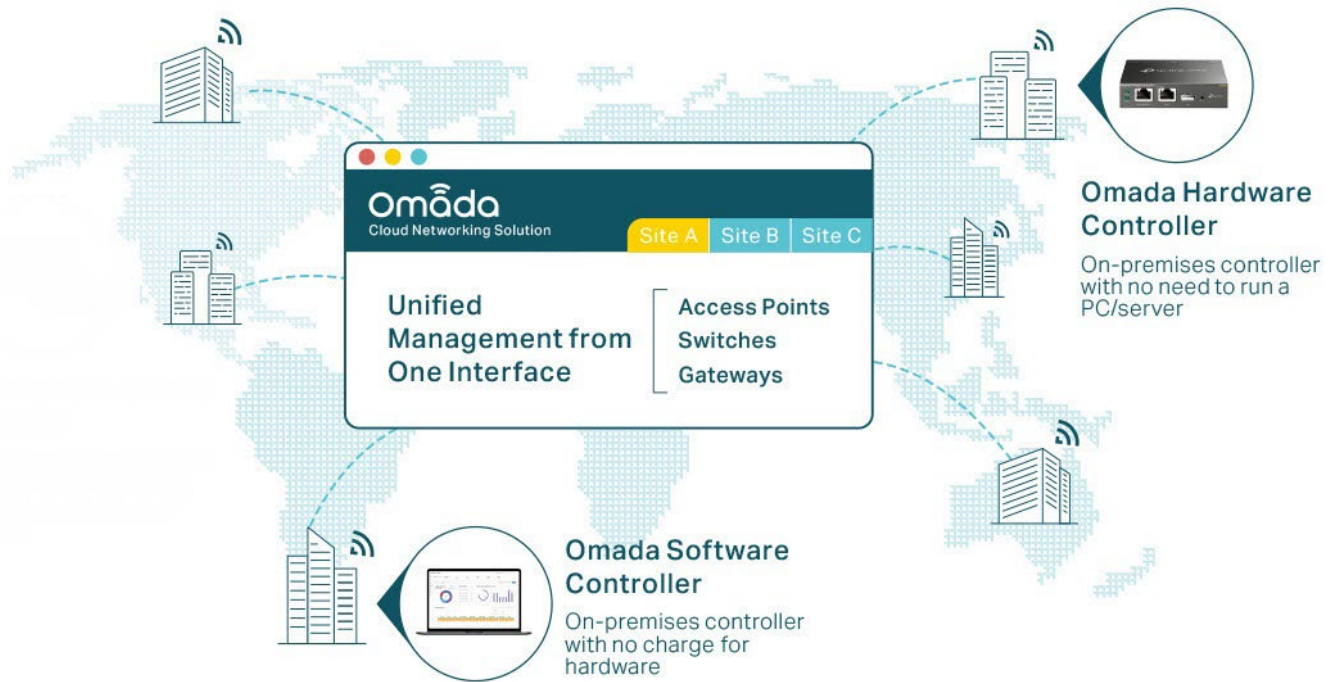 Omada
Cloud Networking Solution
Site A
Site B
Site C
Unified
Management from
One Interface
Access Points
Switches
Gateways
Omada Hardware
Controller
On-premises controller
with no need to run a
PC/server
Omada Software
Controller
On-premises controller
with no charge for
hardware